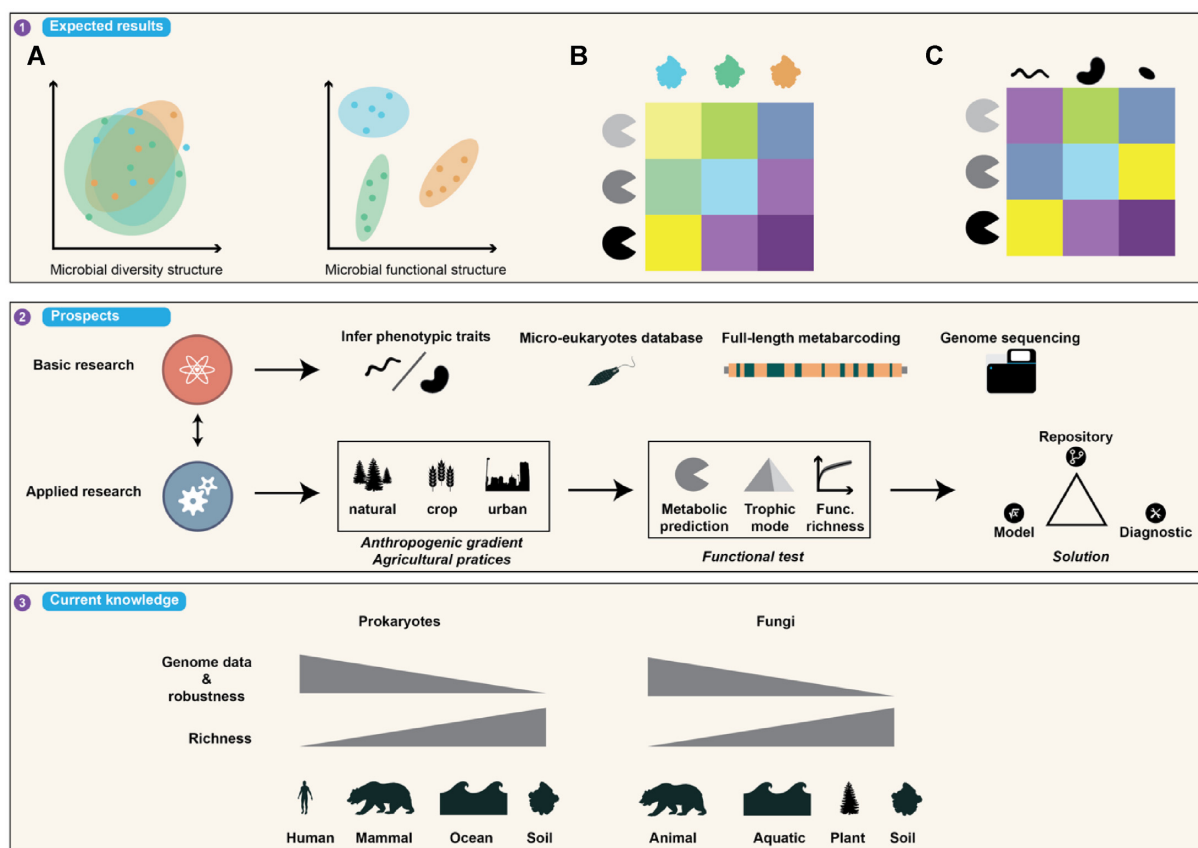 1 Expected results
A
B
C
Microbial diversity structure
Microbial functional structure
2 Prospects
Basic research
Infer phenotypic traits
Micro-eukaryotes database
Full-length metabarcoding
Genome sequencing
Applied research
natural
crop
urban
Anthropogenic gradient
Agricultural pratices
Metabolic
prediction
Trophic
mode
Func.
richness
Functional test
Repository
√x
Model
Diagnostic
Solution
3 Current knowledge
Prokaryotes
Fungi
Genome data
&
robustness
Richness
Human
Mammal
Ocean
Soil
Animal
Aquatic
Plant
Soil